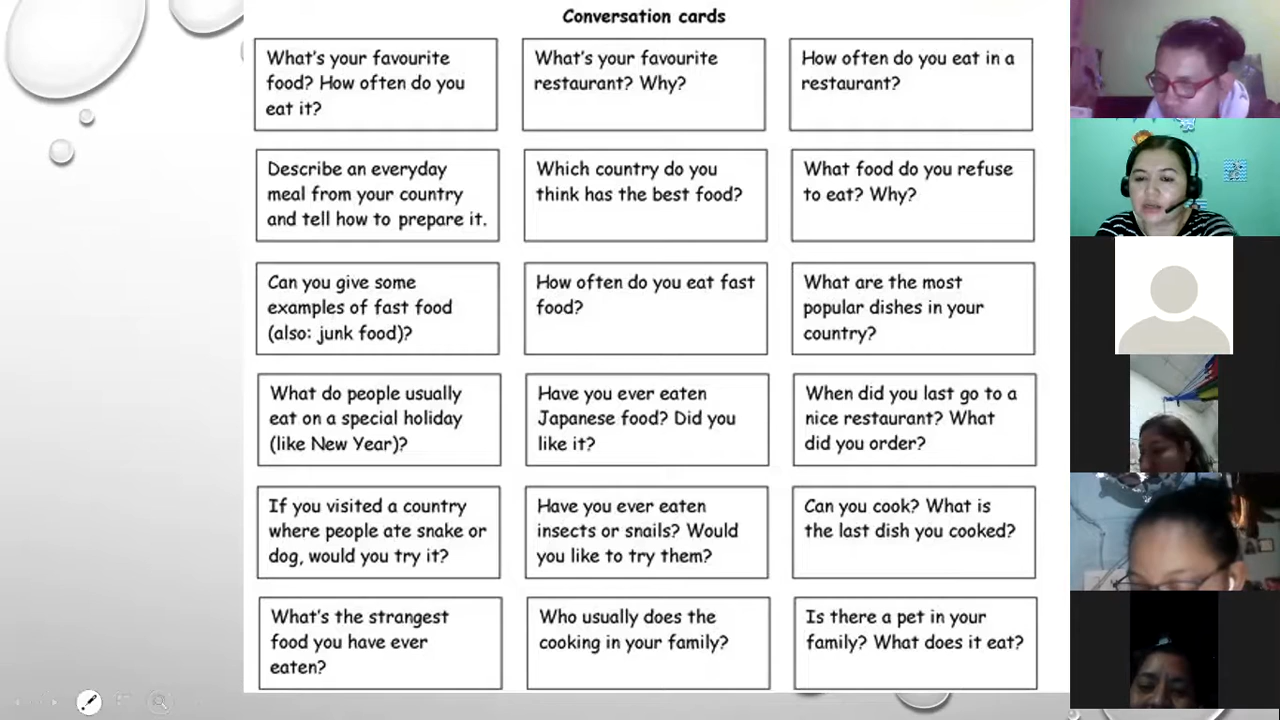 Conversation cards
What's your favourite
food? How often do you
eat it?
What's your favourite
restaurant? Why?
How often do you eat in a
restaurant?
Describe an everyday
meal from your country
and tell how to prepare it.
Which country do you
think has the best food?
What food do you refuse
to eat? Why?
Can you give some
examples of fast food
(also: junk food)?
How often do you eat fast
food?
What are the most
popular dishes in your
country?
What do people usually
eat on a special holiday
(like New Year)?
Have you ever eaten
Japanese food? Did you
like it?
When did you last go to a
nice restaurant? What
did you order?
If you visited a country
where people ate snake or
dog, would you try it?
Have you ever eaten
insects or snails? Would
you like to try them?
Can you cook? What is
the last dish you cooked?
What's the strangest
food you have ever
eaten?
Who usually does the
cooking in your family?
Is there a pet in your
family? What does it eat?